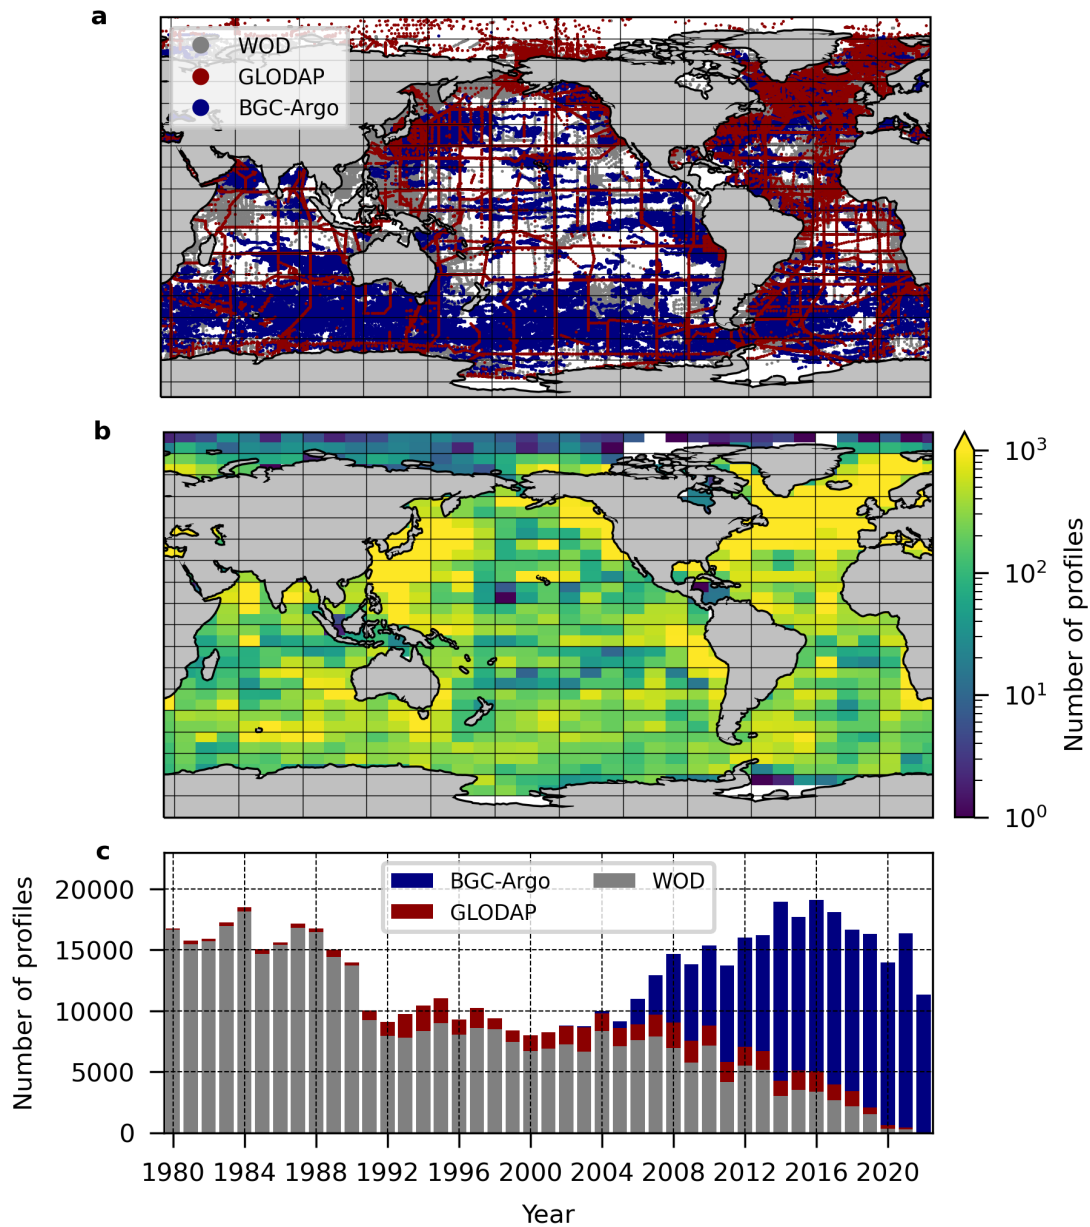 a
WOD
GLODAP
BGC-Argo
b
10³
10²
10¹
10⁰
Number of profiles
c
BGC-Argo
WOD
GLODAP
20000
15000
10000
5000
0
Number of profiles
1980 1984 1988 1992 1996 2000 2004 2008 2012 2016 2020
Year